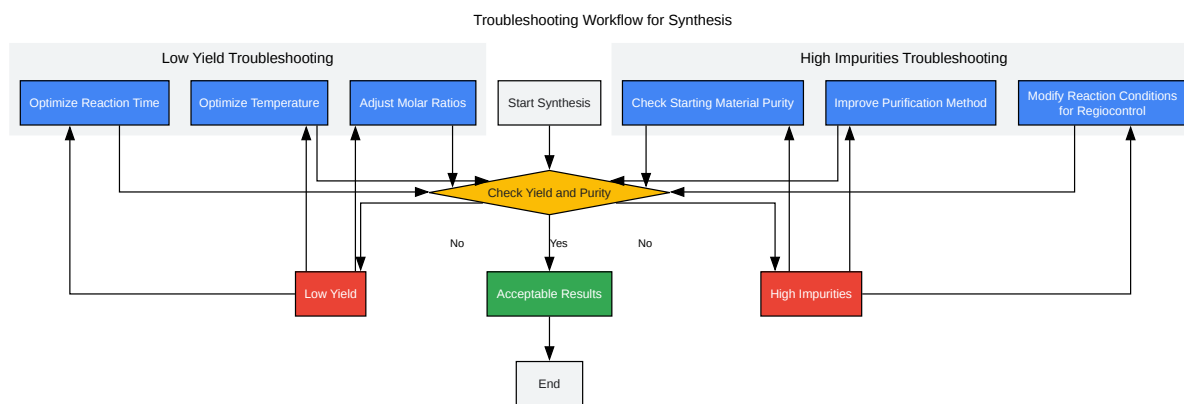 Troubleshooting Workflow for Synthesis
Low Yield Troubleshooting
High Impurities Troubleshooting
Optimize Reaction Time
Optimize Temperature
Adjust Molar Ratios
Start Synthesis
Check Starting Material Purity
Improve Purification Method
Modify Reaction Conditions
for Regiocontrol
Check Yield and Purity
No
Yes
No
Low Yield
Acceptable Results
High Impurities
End